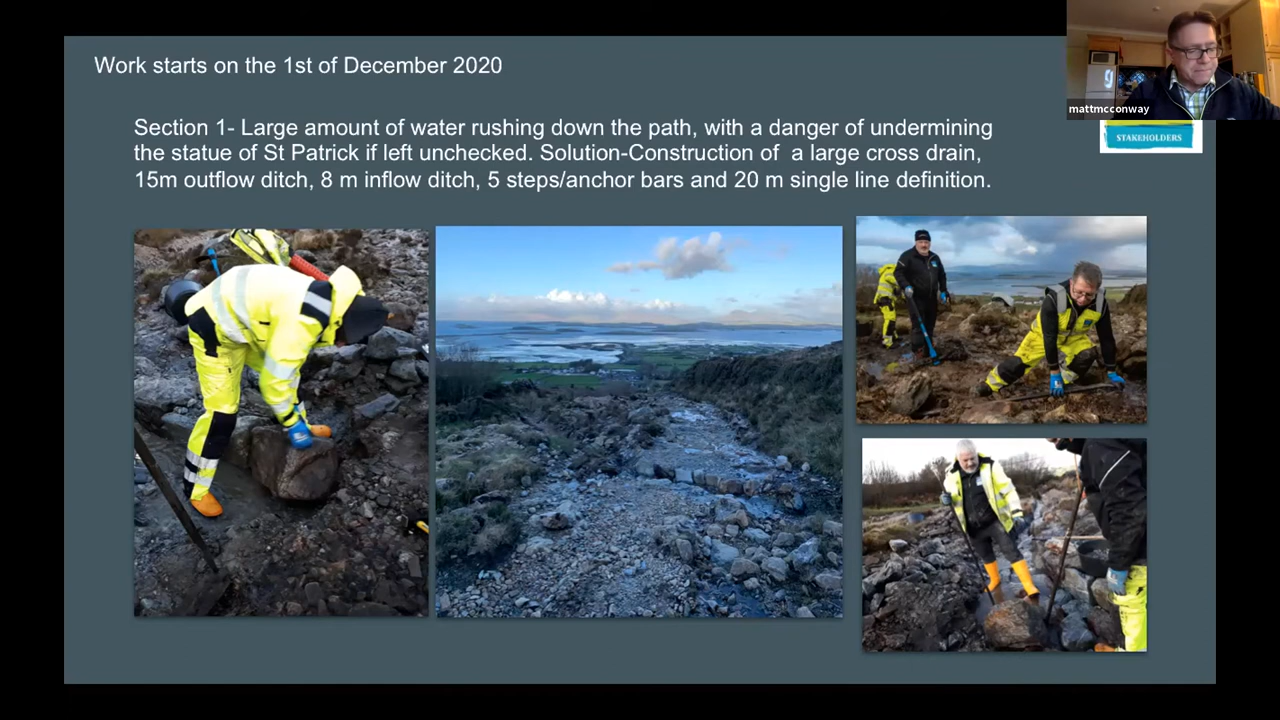 Work starts on the 1st of December 2020
mattmcconway
STAKEHOLDERS
Section 1- Large amount of water rushing down the path, with a danger of undermining
the statue of St Patrick if left unchecked. Solution-Construction of  a large cross drain,
15m outflow ditch, 8 m inflow ditch, 5 steps/anchor bars and 20 m single line definition.